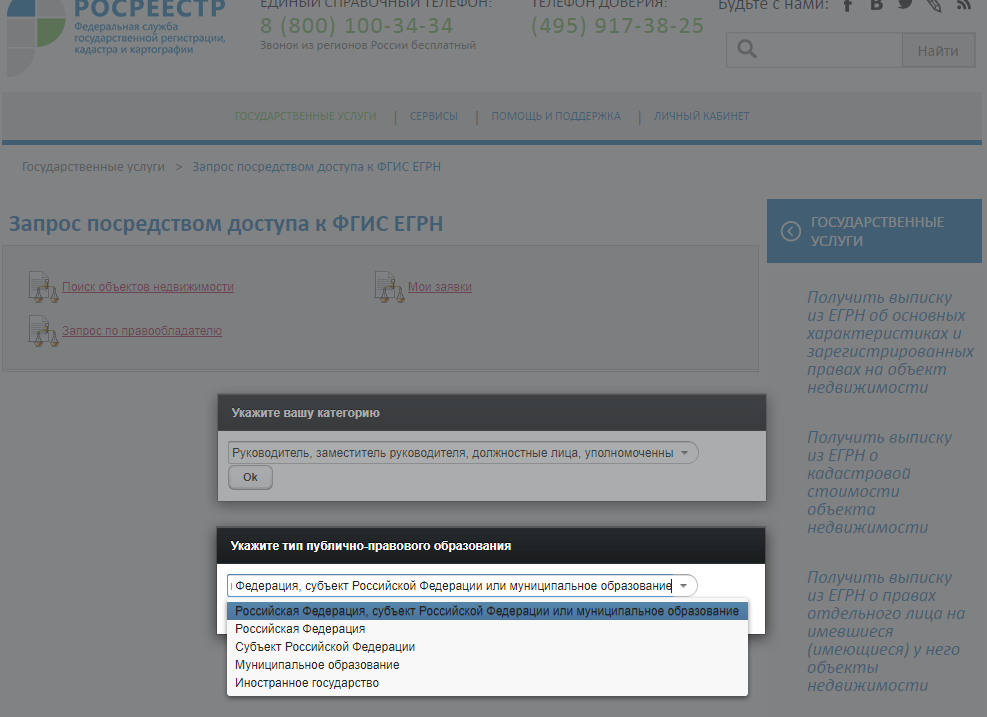 РОСРЕЕСТР
Федеральная служба
государственной регистрации,
кадастра и картографии
ЕДИНЫЙ СПРАВОЧНЫЙ ТЕЛЕФОН:
8 (800) 100-34-34
Звонок из регионов России бесплатный
ТЕЛЕФОН ДОВЕРИЯ:
(495) 917-38-25
Будьте с нами:
Найти
ГОСУДАРСТВЕННЫЕ УСЛУГИ | СЕРВИСЫ | ПОМОЩЬ И ПОДДЕРЖКА | ЛИЧНЫЙ КАБИНЕТ
Государственные услуги > Запрос посредством доступа к ФГИС ЕГРН
Запрос посредством доступа к ФГИС ЕГРН
Поиск объектов недвижимости
Мои заявки
Запрос по правообладателю
Укажите вашу категорию
Руководитель, заместитель руководителя, должностные лица, уполномоченны
Ok
Укажите тип публично-правового образования
Федерация, субъект Российской Федерации или муниципальное образование
Российская Федерация, субъект Российской Федерации или муниципальное образование
Российская Федерация
Субъект Российской Федерации
Муниципальное образование
Иностранное государство
ГОСУДАРСТВЕННЫЕ
УСЛУГИ
Получить выписку
из ЕГРН об основных
характеристиках и
зарегистрированных
правах на объект
недвижимости
Получить выписку
из ЕГРН о
кадастровой
стоимости
объекта
недвижимости
Получить выписку
из ЕГРН о правах
отдельного лица на
имевшиеся
(имеющиеся) у него
объекты
недвижимости